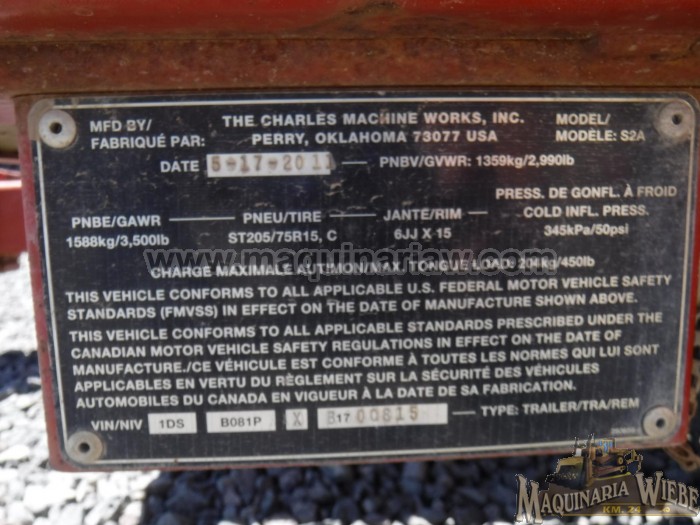 MFD BY/ THE CHARLES MACHINE WORKS, INC. MODEL/
FABRIQUÉ PAR: PERRY, OKLAHOMA 73077 USA MODÈLE: S2A
DATE 5-17-2011 PNBV/GVWR: 1359kg/2,990lb
PRESS. DE GONFL. À FROID
PNBE/GAWR PNEU/TIRE JANTE/RIM COLD INFL. PRESS.
1588kg/3,500lb ST205/75R15, C 6JJ X 15 345kPa/50psi
www.maquinariaw.com
CHARGE MAXIMALE AUTIMON/MAX. TONGUE LOAD: 204kg/450lb
THIS VEHICLE CONFORMS TO ALL APPLICABLE U.S. FEDERAL MOTOR VEHICLE SAFETY
STANDARDS (FMVSS) IN EFFECT ON THE DATE OF MANUFACTURE SHOWN ABOVE.
THIS VEHICLE CONFORMS TO ALL APPLICABLE STANDARDS PRESCRIBED UNDER THE
CANADIAN MOTOR VEHICLE SAFETY REGULATIONS IN EFFECT ON THE DATE OF
MANUFACTURE./CE VÉHICULE EST CONFORME À TOUTES LES NORMES QUI LUI SONT
APPLICABLES EN VERTU DU RÈGLEMENT SUR LA SÉCURITÉ DES VÉHICLES
AUTOMOBILES DU CANADA EN VIGUEUR À LA DATE DE SA FABRICATION.
VIN/NIV 1DS B081P X B17 00615 TYPE: TRAILER/TRA/REM
MAQUINARIA WIEBE